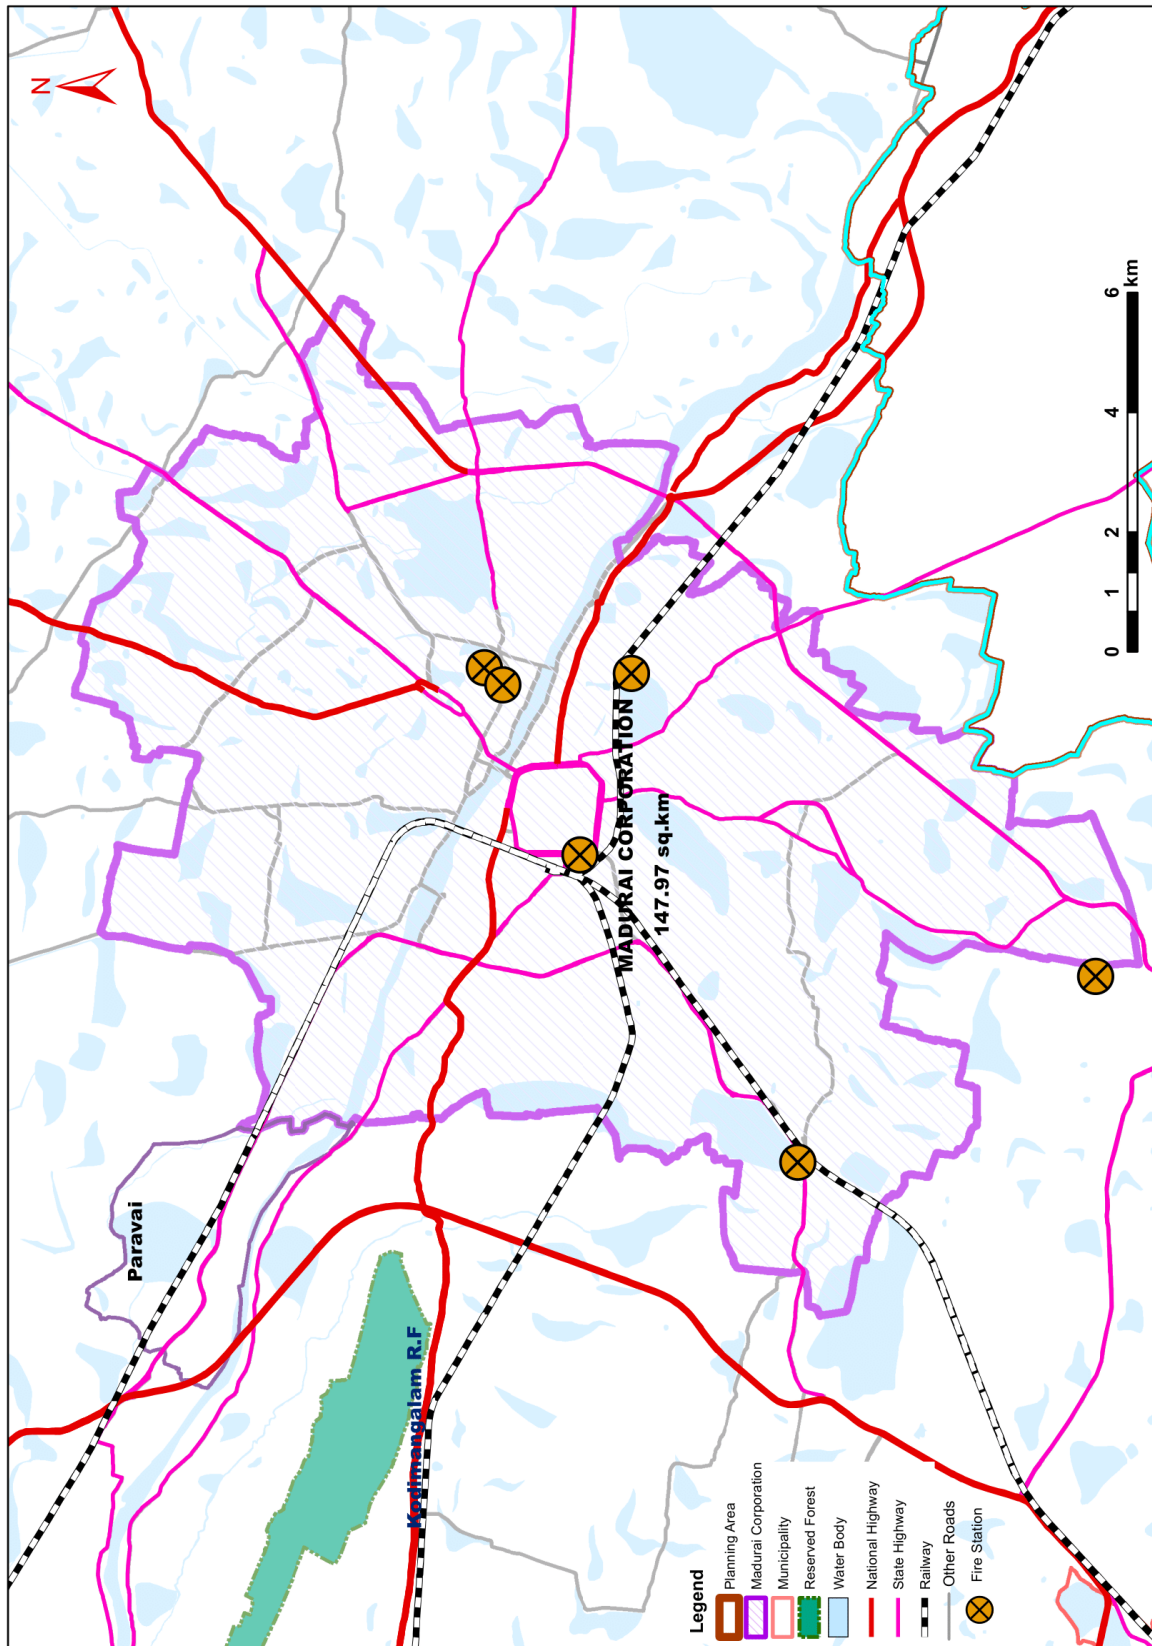 N
Paravai
Kodimangalam R.F
MADURAI CORPORATION
147.97 sq.km
Legend
Planning Area
Madurai Corporation
Municipality
Reserved Forest
Water Body
National Highway
State Highway
Railway
Other Roads
Fire Station
0 1 2 4 6
km